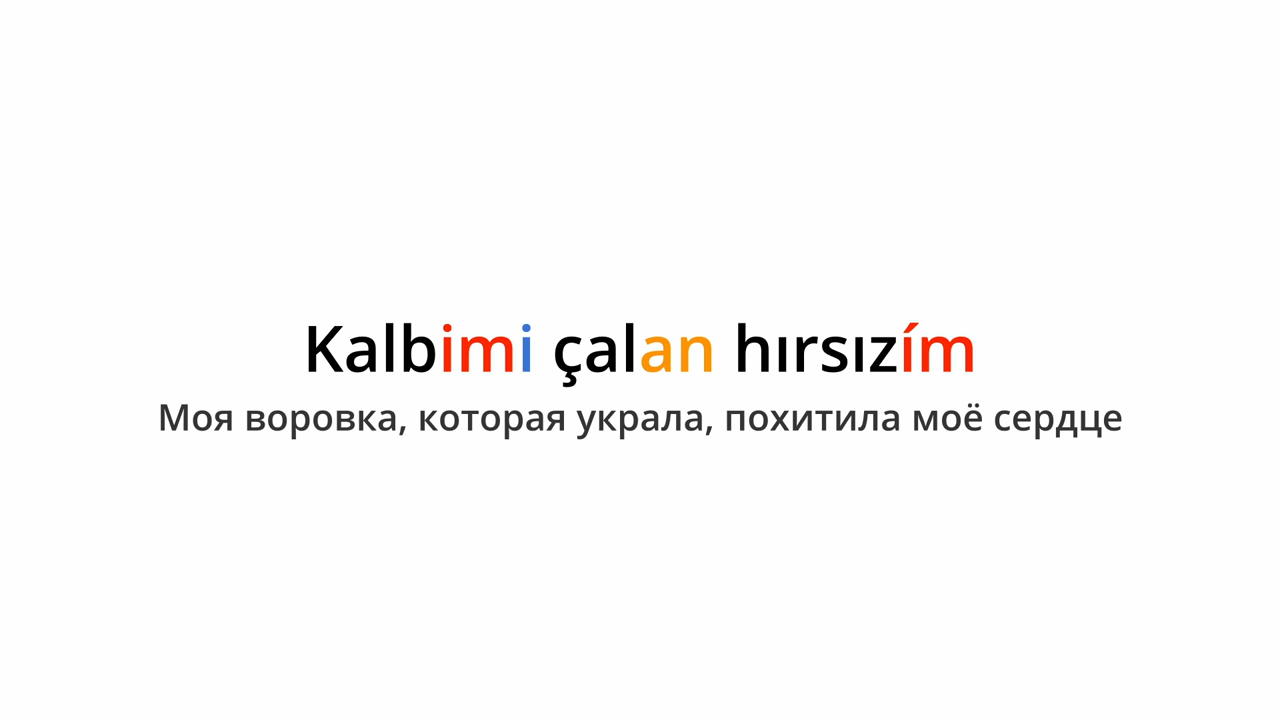 Kalbimi çalan hırsızím
Моя воровка, которая украла, похитила моё сердце